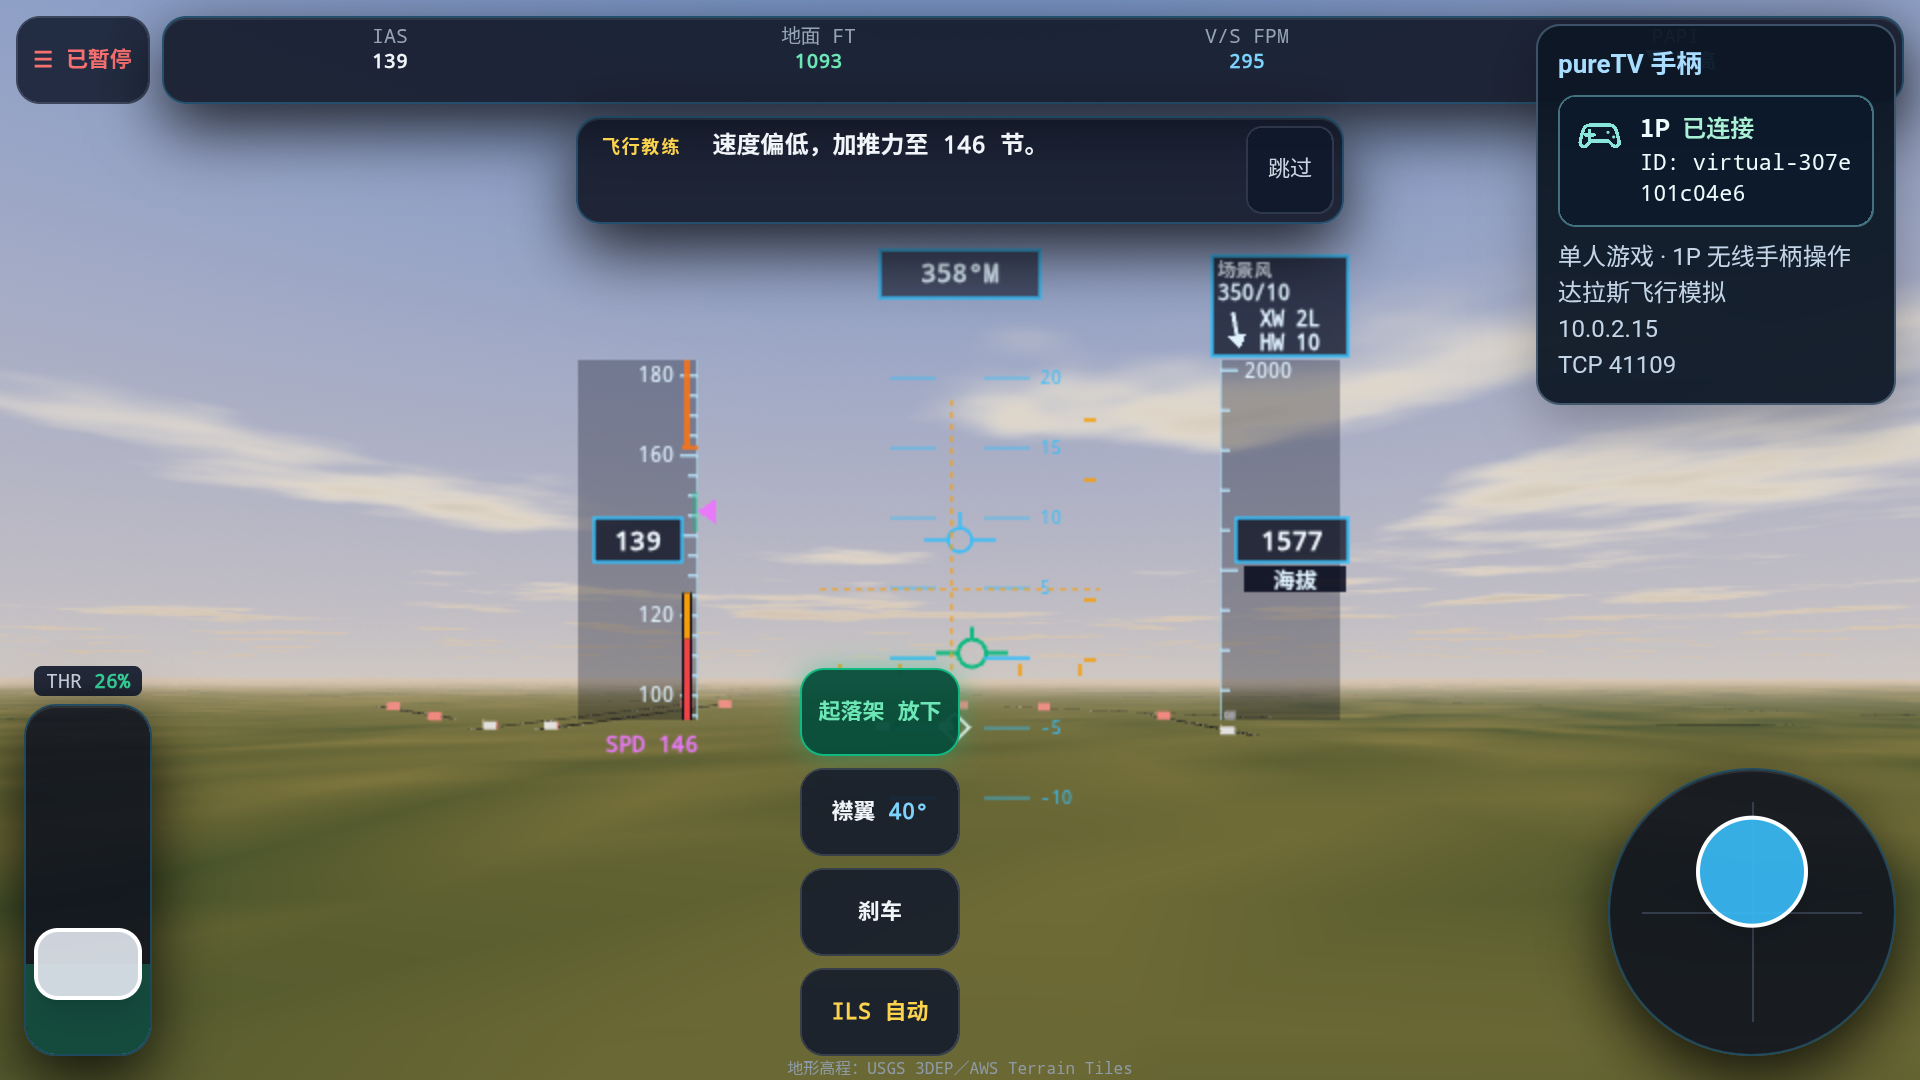 ☰ 已暂停
IAS
139
地面 FT
1093
V/S FPM
295
PAPI
pureTV 手柄
1P 已连接
ID: virtual-307e
101c04e6
单人游戏 · 1P 无线手柄操作
达拉斯飞行模拟
10.0.2.15
TCP 41109
飞行教练 速度偏低，加推力至 146 节。
跳过
358°M
场景风
350/10
XW 2L
HW 10
180
160
139
120
100
SPD 146
20
15
10
5
-5
-10
2000
1577
海拔
THR 26%
起落架 放下
襟翼 40°
刹车
ILS 自动
地形高程：USGS 3DEP／AWS Terrain Tiles